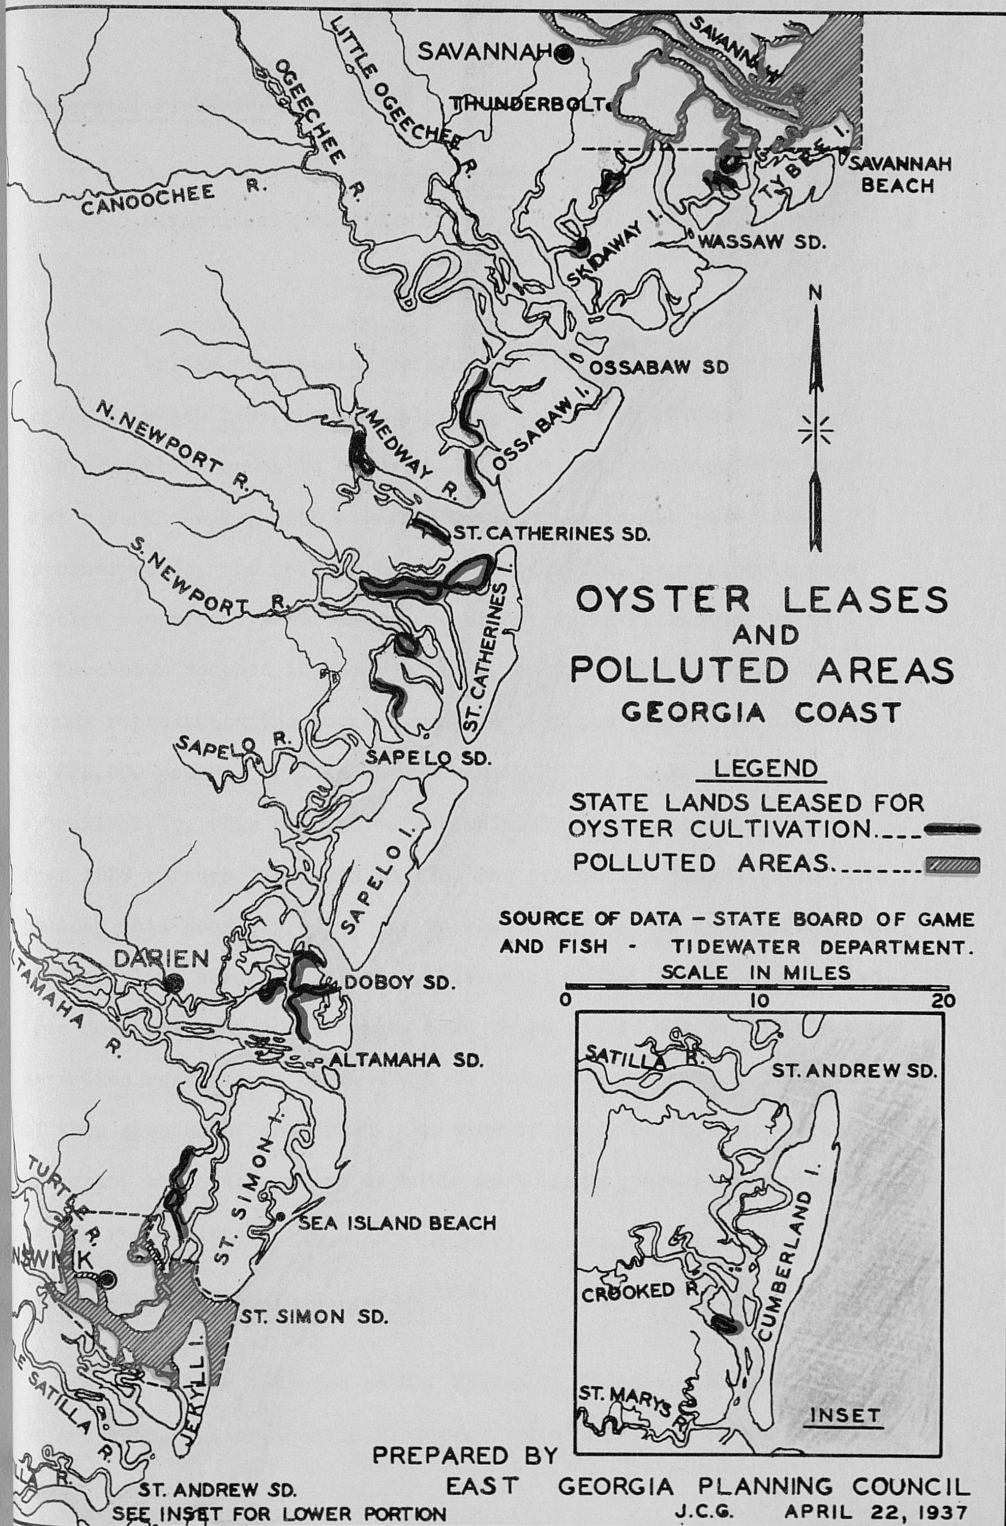 SAVANNAH
SAVANNAH
THUNDERBOLT
LITTLE OGEECHEE R.
OGEECHEE R.
CANOOCHEE R.
TYBEE I.
SAVANNAH
BEACH
SKIDAWAY I.
WASSAW SD.
N
OSSABAW SD
OSSABAW I.
MEDWAY R.
N. NEWPORT R.
ST. CATHERINES SD.
S. NEWPORT R.
ST. CATHERINES I.
OYSTER LEASES
AND
POLLUTED AREAS
GEORGIA COAST
SAPELO R.
SAPELO SD.
LEGEND
STATE LANDS LEASED FOR
OYSTER CULTIVATION....
POLLUTED AREAS........
SAPELO I.
SOURCE OF DATA - STATE BOARD OF GAME
AND FISH - TIDEWATER DEPARTMENT.
SCALE IN MILES
0 10 20
DARIEN
DOBOY SD.
LTAMAHA R.
ALTAMAHA SD.
ST. SIMON I.
SEA ISLAND BEACH
TURTLE R.
NSWICK
ST. SIMON SD.
JEKYLL I.
E SATILLA R.
LLA R.
SATILLA R.
ST. ANDREW SD.
CUMBERLAND I.
CROOKED R.
ST. MARYS R.
INSET
PREPARED BY
EAST GEORGIA PLANNING COUNCIL
J.C.G. APRIL 22, 1937
ST. ANDREW SD.
SEE INSET FOR LOWER PORTION